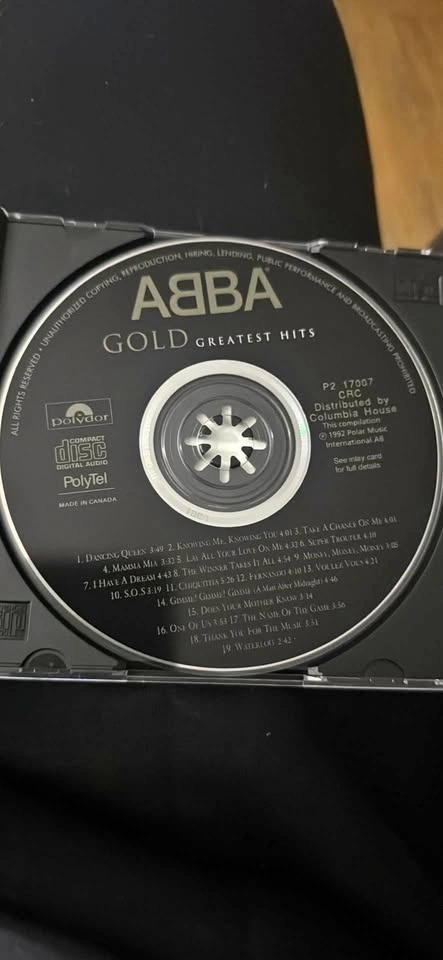 ALL RIGHTS RESERVED • UNAUTHORIZED COPYING, REPRODUCTION, HIRING, LENDING, PUBLIC PERFORMANCE AND BROADCASTING PROHIBITED
AᗺBA
GOLD GREATEST HITS
polydor
COMPACT
disc
DIGITAL AUDIO
PolyTel
MADE IN CANADA
P2 17007
CRC
Distributed by
Columbia House
This compilation
℗ 1992 Polar Music
International AB
See inlay card
for full details
1. DANCING QUEEN 3:49 2. KNOWING ME, KNOWING YOU 4:01 3. TAKE A CHANCE ON ME 4:01
4. MAMMA MIA 3:32 5. LAY ALL YOUR LOVE ON ME 4:32 6. SUPER TROUPER 4:10
7. I HAVE A DREAM 4:43 8. THE WINNER TAKES IT ALL 4:54 9. MONEY, MONEY, MONEY 3:05
10. S.O.S 3:19 11. CHIQUITITA 5:26 12. FERNANDO 4:10 13. VOULEZ VOUS 4:21
14. GIMME! GIMME! GIMME! (A Man After Midnight) 4:46
15. DOES YOUR MOTHER KNOW 3:14
16. ONE OF US 3:53 17. THE NAME OF THE GAME 3:56
18. THANK YOU FOR THE MUSIC 3:51
19. WATERLOO 2:42